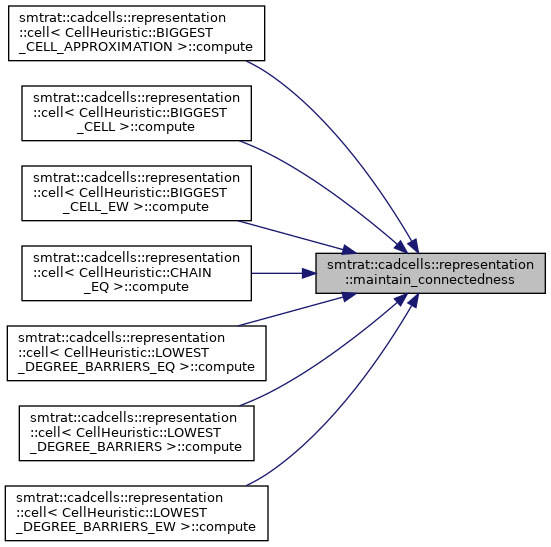 smtrat::cadcells::representation
::cell< CellHeuristic::BIGGEST
_CELL_APPROXIMATION >::compute
smtrat::cadcells::representation
::cell< CellHeuristic::BIGGEST
_CELL >::compute
smtrat::cadcells::representation
::cell< CellHeuristic::BIGGEST
_CELL_EW >::compute
smtrat::cadcells::representation
::cell< CellHeuristic::CHAIN
_EQ >::compute
smtrat::cadcells::representation
::maintain_connectedness
smtrat::cadcells::representation
::cell< CellHeuristic::LOWEST
_DEGREE_BARRIERS_EQ >::compute
smtrat::cadcells::representation
::cell< CellHeuristic::LOWEST
_DEGREE_BARRIERS >::compute
smtrat::cadcells::representation
::cell< CellHeuristic::LOWEST
_DEGREE_BARRIERS_EW >::compute